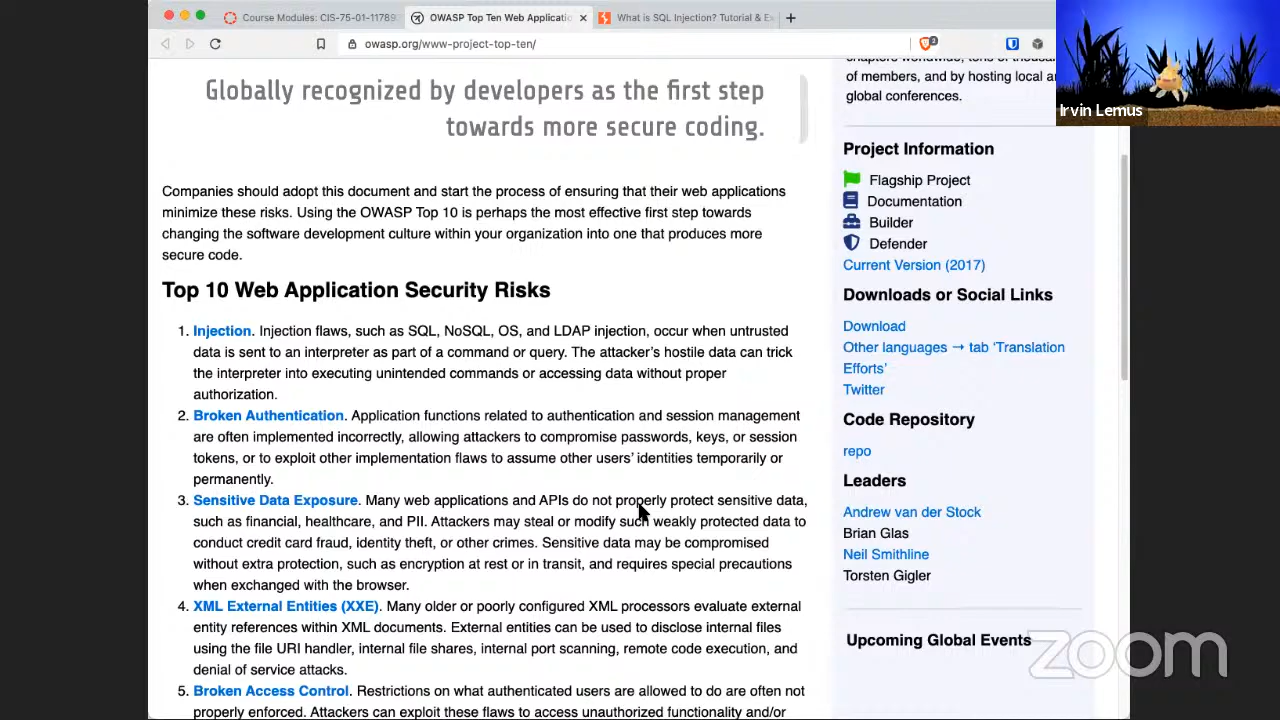 Course Modules: CIS-75-01-11789
OWASP Top Ten Web Applicatio
What is SQL Injection? Tutorial & Ex
owasp.org/www-project-top-ten/
2
Globally recognized by developers as the first step
towards more secure coding.
Companies should adopt this document and start the process of ensuring that their web applications
minimize these risks. Using the OWASP Top 10 is perhaps the most effective first step towards
changing the software development culture within your organization into one that produces more
secure code.
Top 10 Web Application Security Risks
1. Injection. Injection flaws, such as SQL, NoSQL, OS, and LDAP injection, occur when untrusted
data is sent to an interpreter as part of a command or query. The attacker's hostile data can trick
the interpreter into executing unintended commands or accessing data without proper
authorization.
2. Broken Authentication. Application functions related to authentication and session management
are often implemented incorrectly, allowing attackers to compromise passwords, keys, or session
tokens, or to exploit other implementation flaws to assume other users' identities temporarily or
permanently.
3. Sensitive Data Exposure. Many web applications and APIs do not properly protect sensitive data,
such as financial, healthcare, and PII. Attackers may steal or modify such weakly protected data to
conduct credit card fraud, identity theft, or other crimes. Sensitive data may be compromised
without extra protection, such as encryption at rest or in transit, and requires special precautions
when exchanged with the browser.
4. XML External Entities (XXE). Many older or poorly configured XML processors evaluate external
entity references within XML documents. External entities can be used to disclose internal files
using the file URI handler, internal file shares, internal port scanning, remote code execution, and
denial of service attacks.
5. Broken Access Control. Restrictions on what authenticated users are allowed to do are often not
properly enforced. Attackers can exploit these flaws to access unauthorized functionality and/or
chapters worldwide, tens of thousa
of members, and by hosting local an
global conferences.
Project Information
Flagship Project
Documentation
Builder
Defender
Current Version (2017)
Downloads or Social Links
Download
Other languages → tab 'Translation
Efforts'
Twitter
Code Repository
repo
Leaders
Andrew van der Stock
Brian Glas
Neil Smithline
Torsten Gigler
Upcoming Global Events
Irvin Lemus
zoom